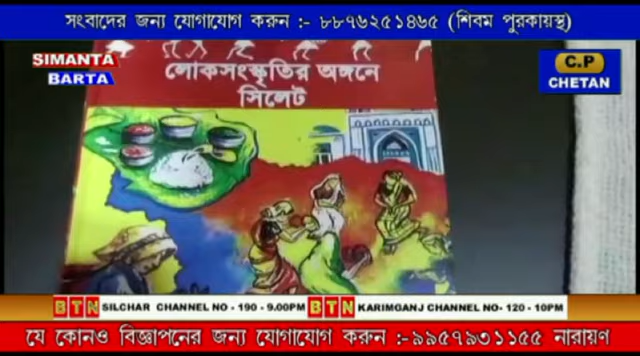 সংবাদের জন্য যোগাযোগ করুন :- ৮৮৭৬২৫১৪৬৫ (শিবম পুরকায়স্থ)
SIMANTA
BARTA
C.P
CHETAN
লোকসংস্কৃতির অঙ্গনে
সিলেট
BTN SILCHAR CHANNEL NO - 190 - 9.00PM BTN KARIMGANJ CHANNEL NO- 120 - 10PM
যে কোনও বিজ্ঞাপনের জন্য যোগাযোগ করুন :-৯৯৫৭৯৩১১৫৫ নারায়ণ